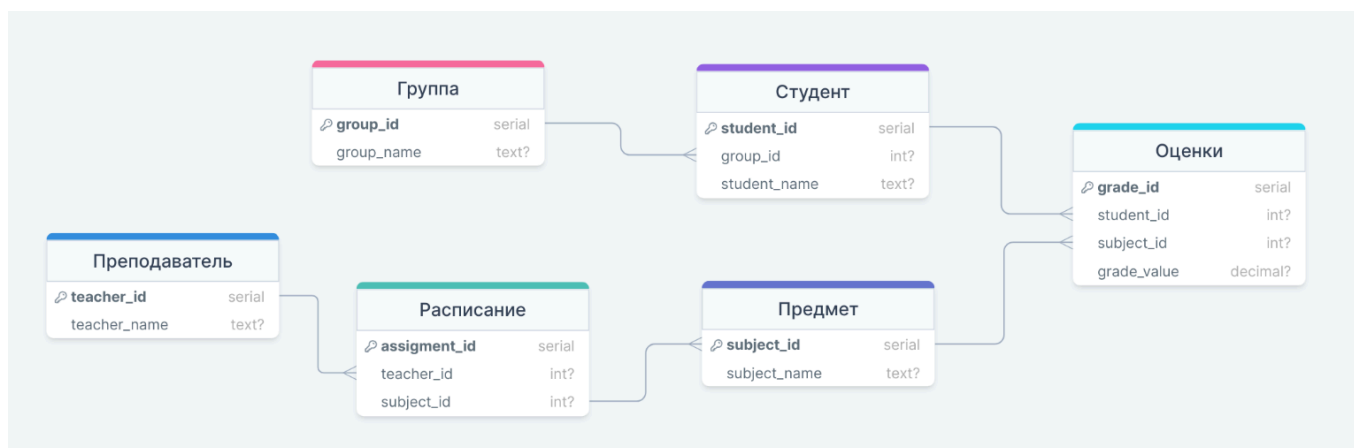 Группа
group_id serial
group_name text?
Студент
student_id serial
group_id int?
student_name text?
Оценки
grade_id serial
student_id int?
subject_id int?
grade_value decimal?
Преподаватель
teacher_id serial
teacher_name text?
Расписание
assigment_id serial
teacher_id int?
subject_id int?
Предмет
subject_id serial
subject_name text?